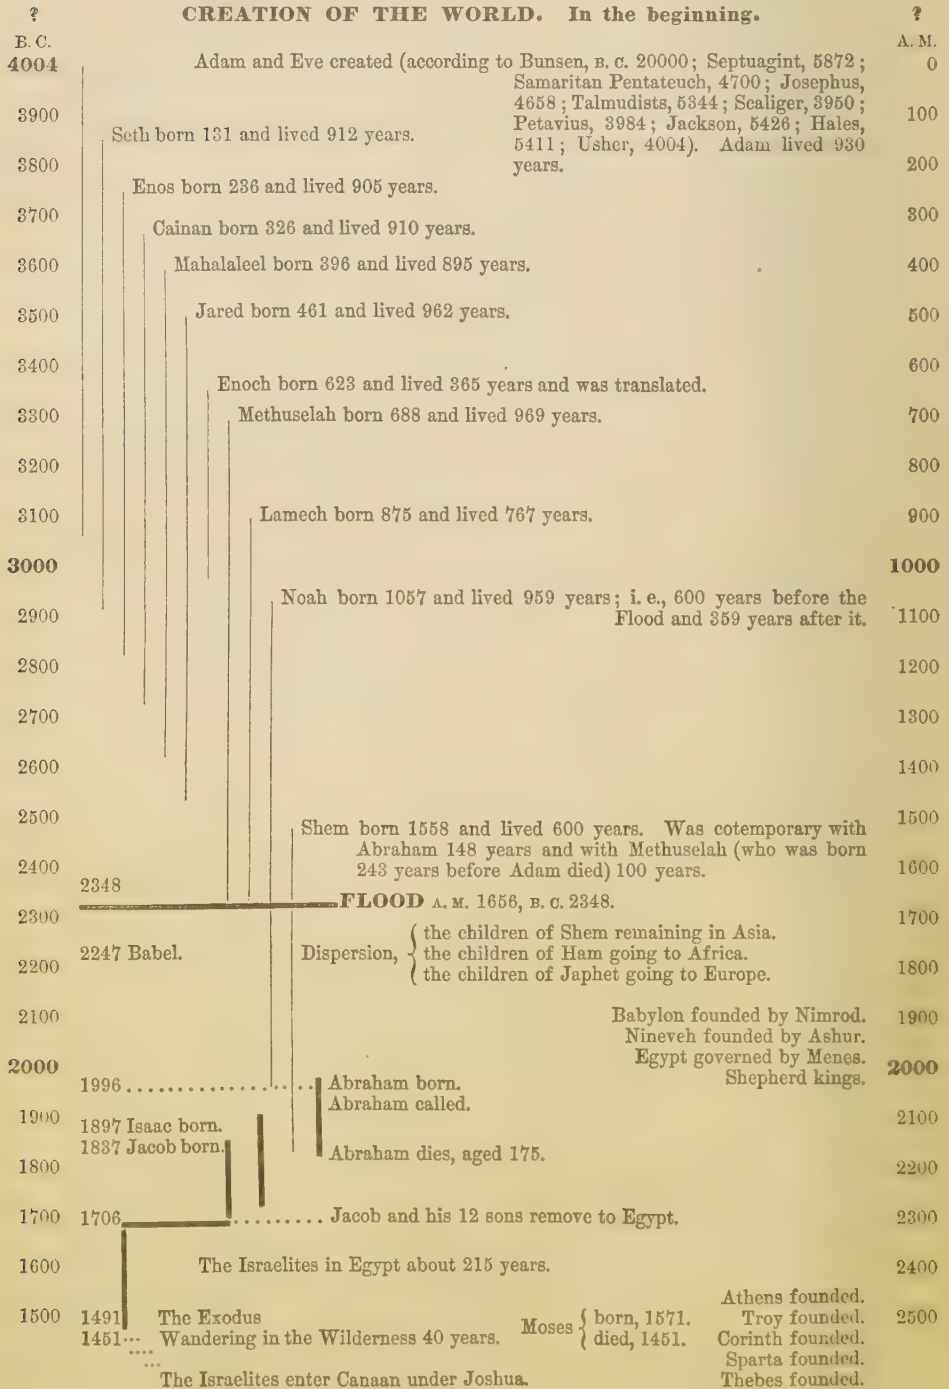 ? CREATION OF THE WORLD. In the beginning. ?
B. C. A. M.
4004 Adam and Eve created (according to Bunsen, B. C. 20000; Septuagint, 5872; 0
Samaritan Pentateuch, 4700; Josephus,
3900 4658; Talmudists, 5344; Scaliger, 3950; 100
Petavius, 3984; Jackson, 5426; Hales,
Seth born 131 and lived 912 years. 5411; Usher, 4004). Adam lived 930
3800 years. 200
Enos born 236 and lived 905 years.
3700 300
Cainan born 326 and lived 910 years.
3600 Mahalaleel born 396 and lived 895 years. 400
3500 Jared born 461 and lived 962 years. 500
3400 600
Enoch born 623 and lived 365 years and was translated.
3300 Methuselah born 688 and lived 969 years. 700
3200 800
3100 Lamech born 875 and lived 767 years. 900
3000 1000
Noah born 1057 and lived 959 years; i. e., 600 years before the
2900 Flood and 359 years after it. 1100
2800 1200
2700 1300
2600 1400
2500 1500
Shem born 1558 and lived 600 years. Was cotemporary with
Abraham 148 years and with Methuselah (who was born
2400 243 years before Adam died) 100 years. 1600
2348
FLOOD A. M. 1656, B. C. 2348.
2300 1700
the children of Shem remaining in Asia.
2247 Babel. Dispersion, the children of Ham going to Africa.
2200 the children of Japhet going to Europe. 1800
2100 Babylon founded by Nimrod. 1900
Nineveh founded by Ashur.
Egypt governed by Menes.
2000 Shepherd kings. 2000
1996 .................. Abraham born.
Abraham called.
1900 2100
1897 Isaac born.
1837 Jacob born. Abraham dies, aged 175.
1800 2200
1700 1706 ......... Jacob and his 12 sons remove to Egypt. 2300
1600 The Israelites in Egypt about 215 years. 2400
Athens founded.
1500 1491 The Exodus Moses born, 1571. Troy founded. 2500
1451... Wandering in the Wilderness 40 years. died, 1451. Corinth founded.
Sparta founded.
The Israelites enter Canaan under Joshua. Thebes founded.